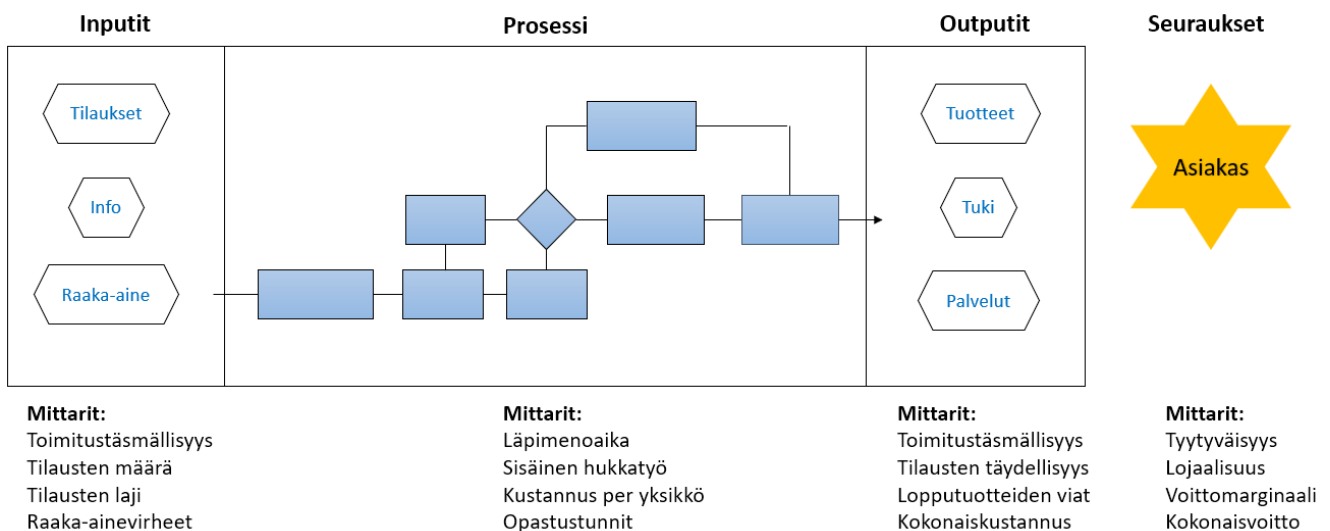 Inputit
Prosessi
Outputit
Seuraukset
Tilaukset
Info
Raaka-aine
Tuotteet
Tuki
Palvelut
Asiakas
Mittarit:
Toimitustäsmällisyys
Tilausten määrä
Tilausten laji
Raaka-ainevirheet
Mittarit:
Läpimenoaika
Sisäinen hukkatyö
Kustannus per yksikkö
Opastustunnit
Mittarit:
Toimitustäsmällisyys
Tilausten täydellisyys
Lopputuotteiden viat
Kokonaiskustannus
Mittarit:
Tyytyväisyys
Lojaalisuus
Voittomarginaali
Kokonaisvoitto